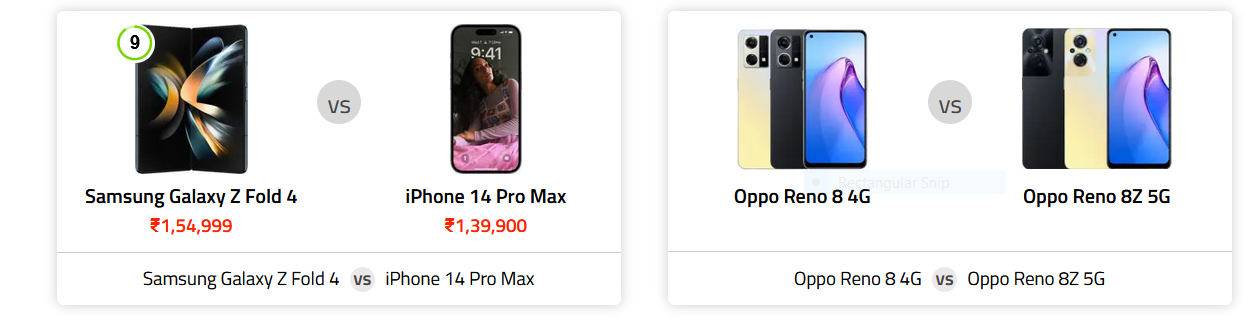 9
vs
9:41
Samsung Galaxy Z Fold 4
₹1,54,999
iPhone 14 Pro Max
₹1,39,900
Samsung Galaxy Z Fold 4 vs iPhone 14 Pro Max
vs
Rectangular Snip
Oppo Reno 8 4G
Oppo Reno 8Z 5G
Oppo Reno 8 4G vs Oppo Reno 8Z 5G